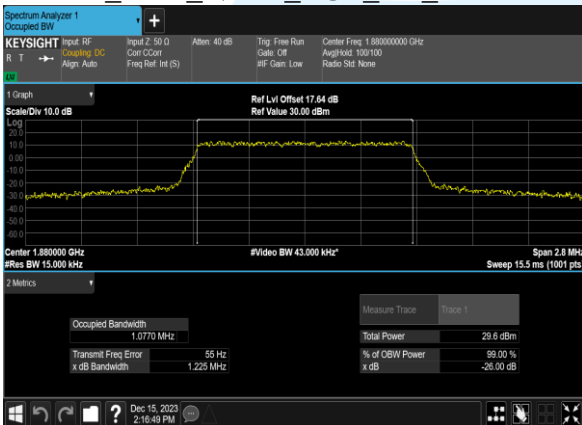 Spectrum Analyzer 1
Occupied BW
+
KEYSIGHT
R T
LW
Input: RF
Coupling: DC
Align: Auto
Input Z: 50 Ω
Corr CCorr
Freq Ref: Int (S)
Atten: 40 dB
Trig: Free Run
Gate: Off
#IF Gain: Low
Center Freq: 1.880000000 GHz
Avg|Hold: 100/100
Radio Std: None
1 Graph
Scale/Div 10.0 dB
Ref Lvl Offset 17.64 dB
Ref Value 30.00 dBm
Log
20.0
10.0
0.00
-10.0
-20.0
-30.0
-40.0
-50.0
-60.0
Center 1.880000 GHz
#Res BW 15.000 kHz
#Video BW 43.000 kHz*
Span 2.8 MHz
Sweep 15.5 ms (1001 pts
2 Metrics
Measure Trace Trace 1
Occupied Bandwidth
1.0770 MHz
Total Power 29.6 dBm
Transmit Freq Error 55 Hz
% of OBW Power 99.00 %
x dB Bandwidth 1.225 MHz
x dB -26.00 dB
?
Dec 15, 2023
2:16:49 PM